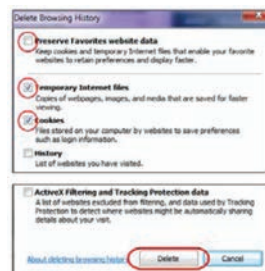 Delete Browsing History
Preserve Favorites website data
Keep cookies and temporary Internet files that enable your favorite
websites to retain preferences and display faster.
Temporary Internet files
Copies of webpages, images, and media that are saved for faster
viewing.
Cookies
Files stored on your computer by websites to save preferences
such as login information.
History
List of websites you have visited.
ActiveX Filtering and Tracking Protection data
A list of websites excluded from filtering, and data used by Tracking
Protection to detect where websites might be automatically sharing
details about your visit.
About deleting browsing history
Delete
Cancel